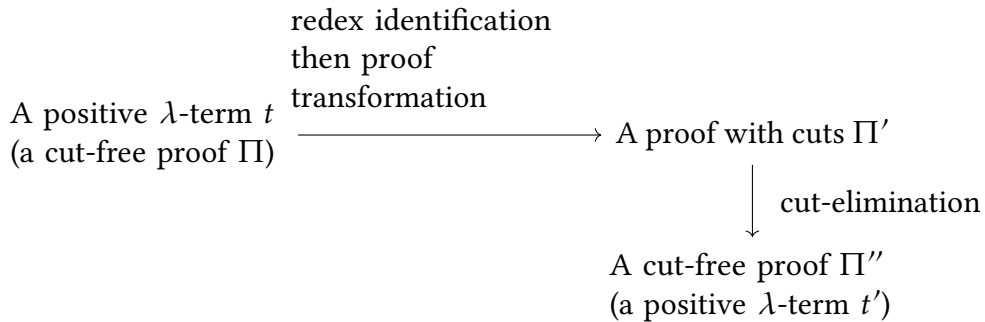 redex identification
then proof
transformation
A positive λ-term t
(a cut-free proof Π)
A proof with cuts Π′
cut-elimination
A cut-free proof Π′′
(a positive λ-term t′)